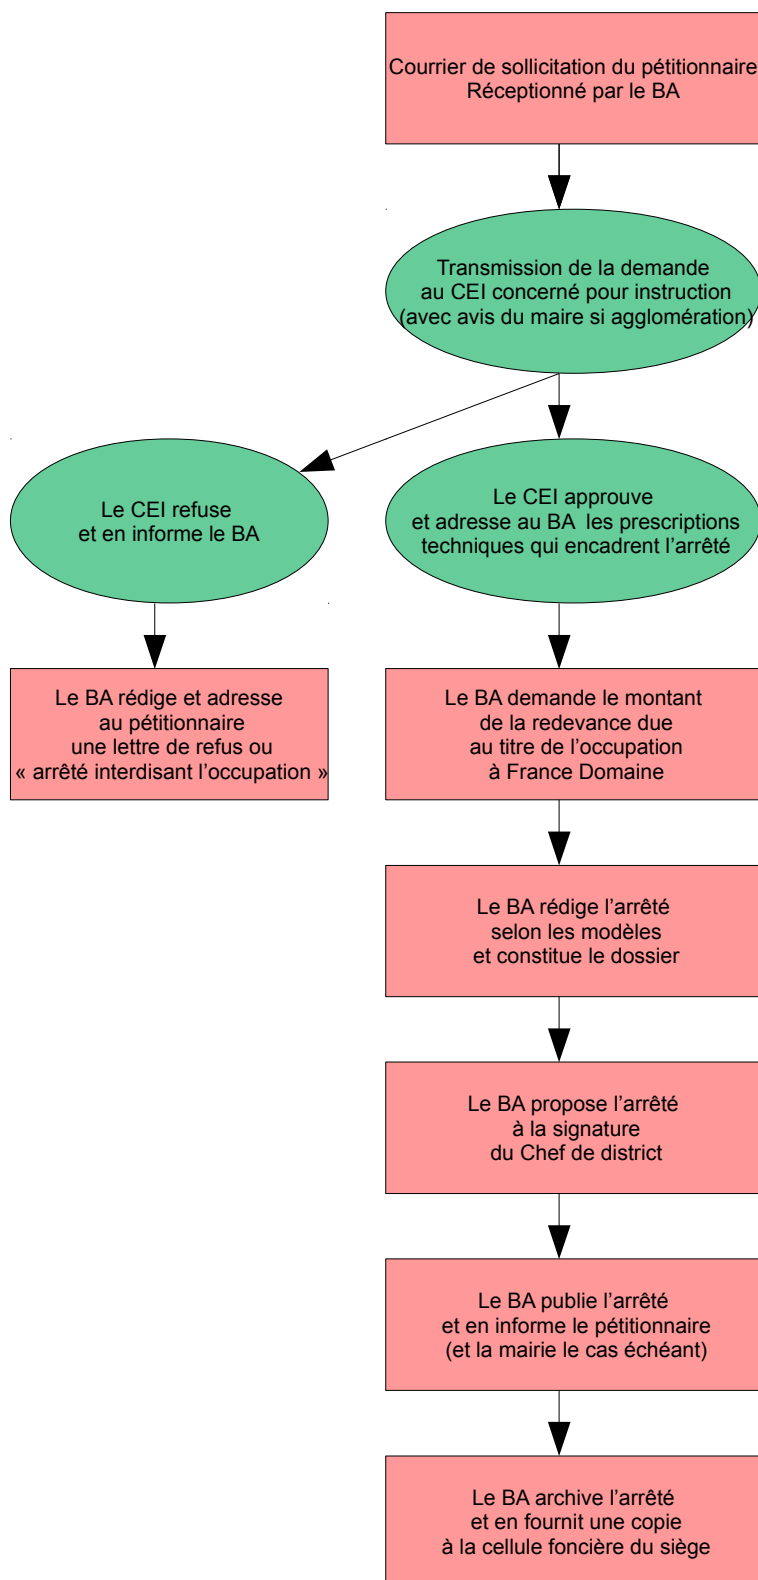 Courrier de sollicitation du pétitionnaire
Réceptionné par le BA
Transmission de la demande
au CEI concerné pour instruction
(avec avis du maire si agglomération)
Le CEI refuse
et en informe le BA
Le CEI approuve
et adresse au BA les prescriptions
techniques qui encadrent l’arrêté
Le BA rédige et adresse
au pétitionnaire
une lettre de refus ou
« arrêté interdisant l’occupation »
Le BA demande le montant
de la redevance due
au titre de l’occupation
à France Domaine
Le BA rédige l’arrêté
selon les modèles
et constitue le dossier
Le BA propose l’arrêté
à la signature
du Chef de district
Le BA publie l’arrêté
et en informe le pétitionnaire
(et la mairie le cas échéant)
Le BA archive l’arrêté
et en fournit une copie
à la cellule foncière du siège